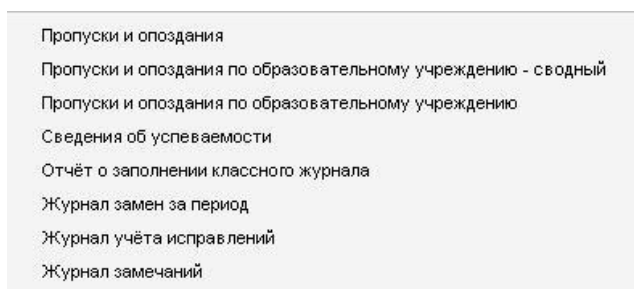 Пропуски и опоздания
Пропуски и опоздания по образовательному учреждению - сводный
Пропуски и опоздания по образовательному учреждению
Сведения об успеваемости
Отчёт о заполнении классного журнала
Журнал замен за период
Журнал учёта исправлений
Журнал замечаний